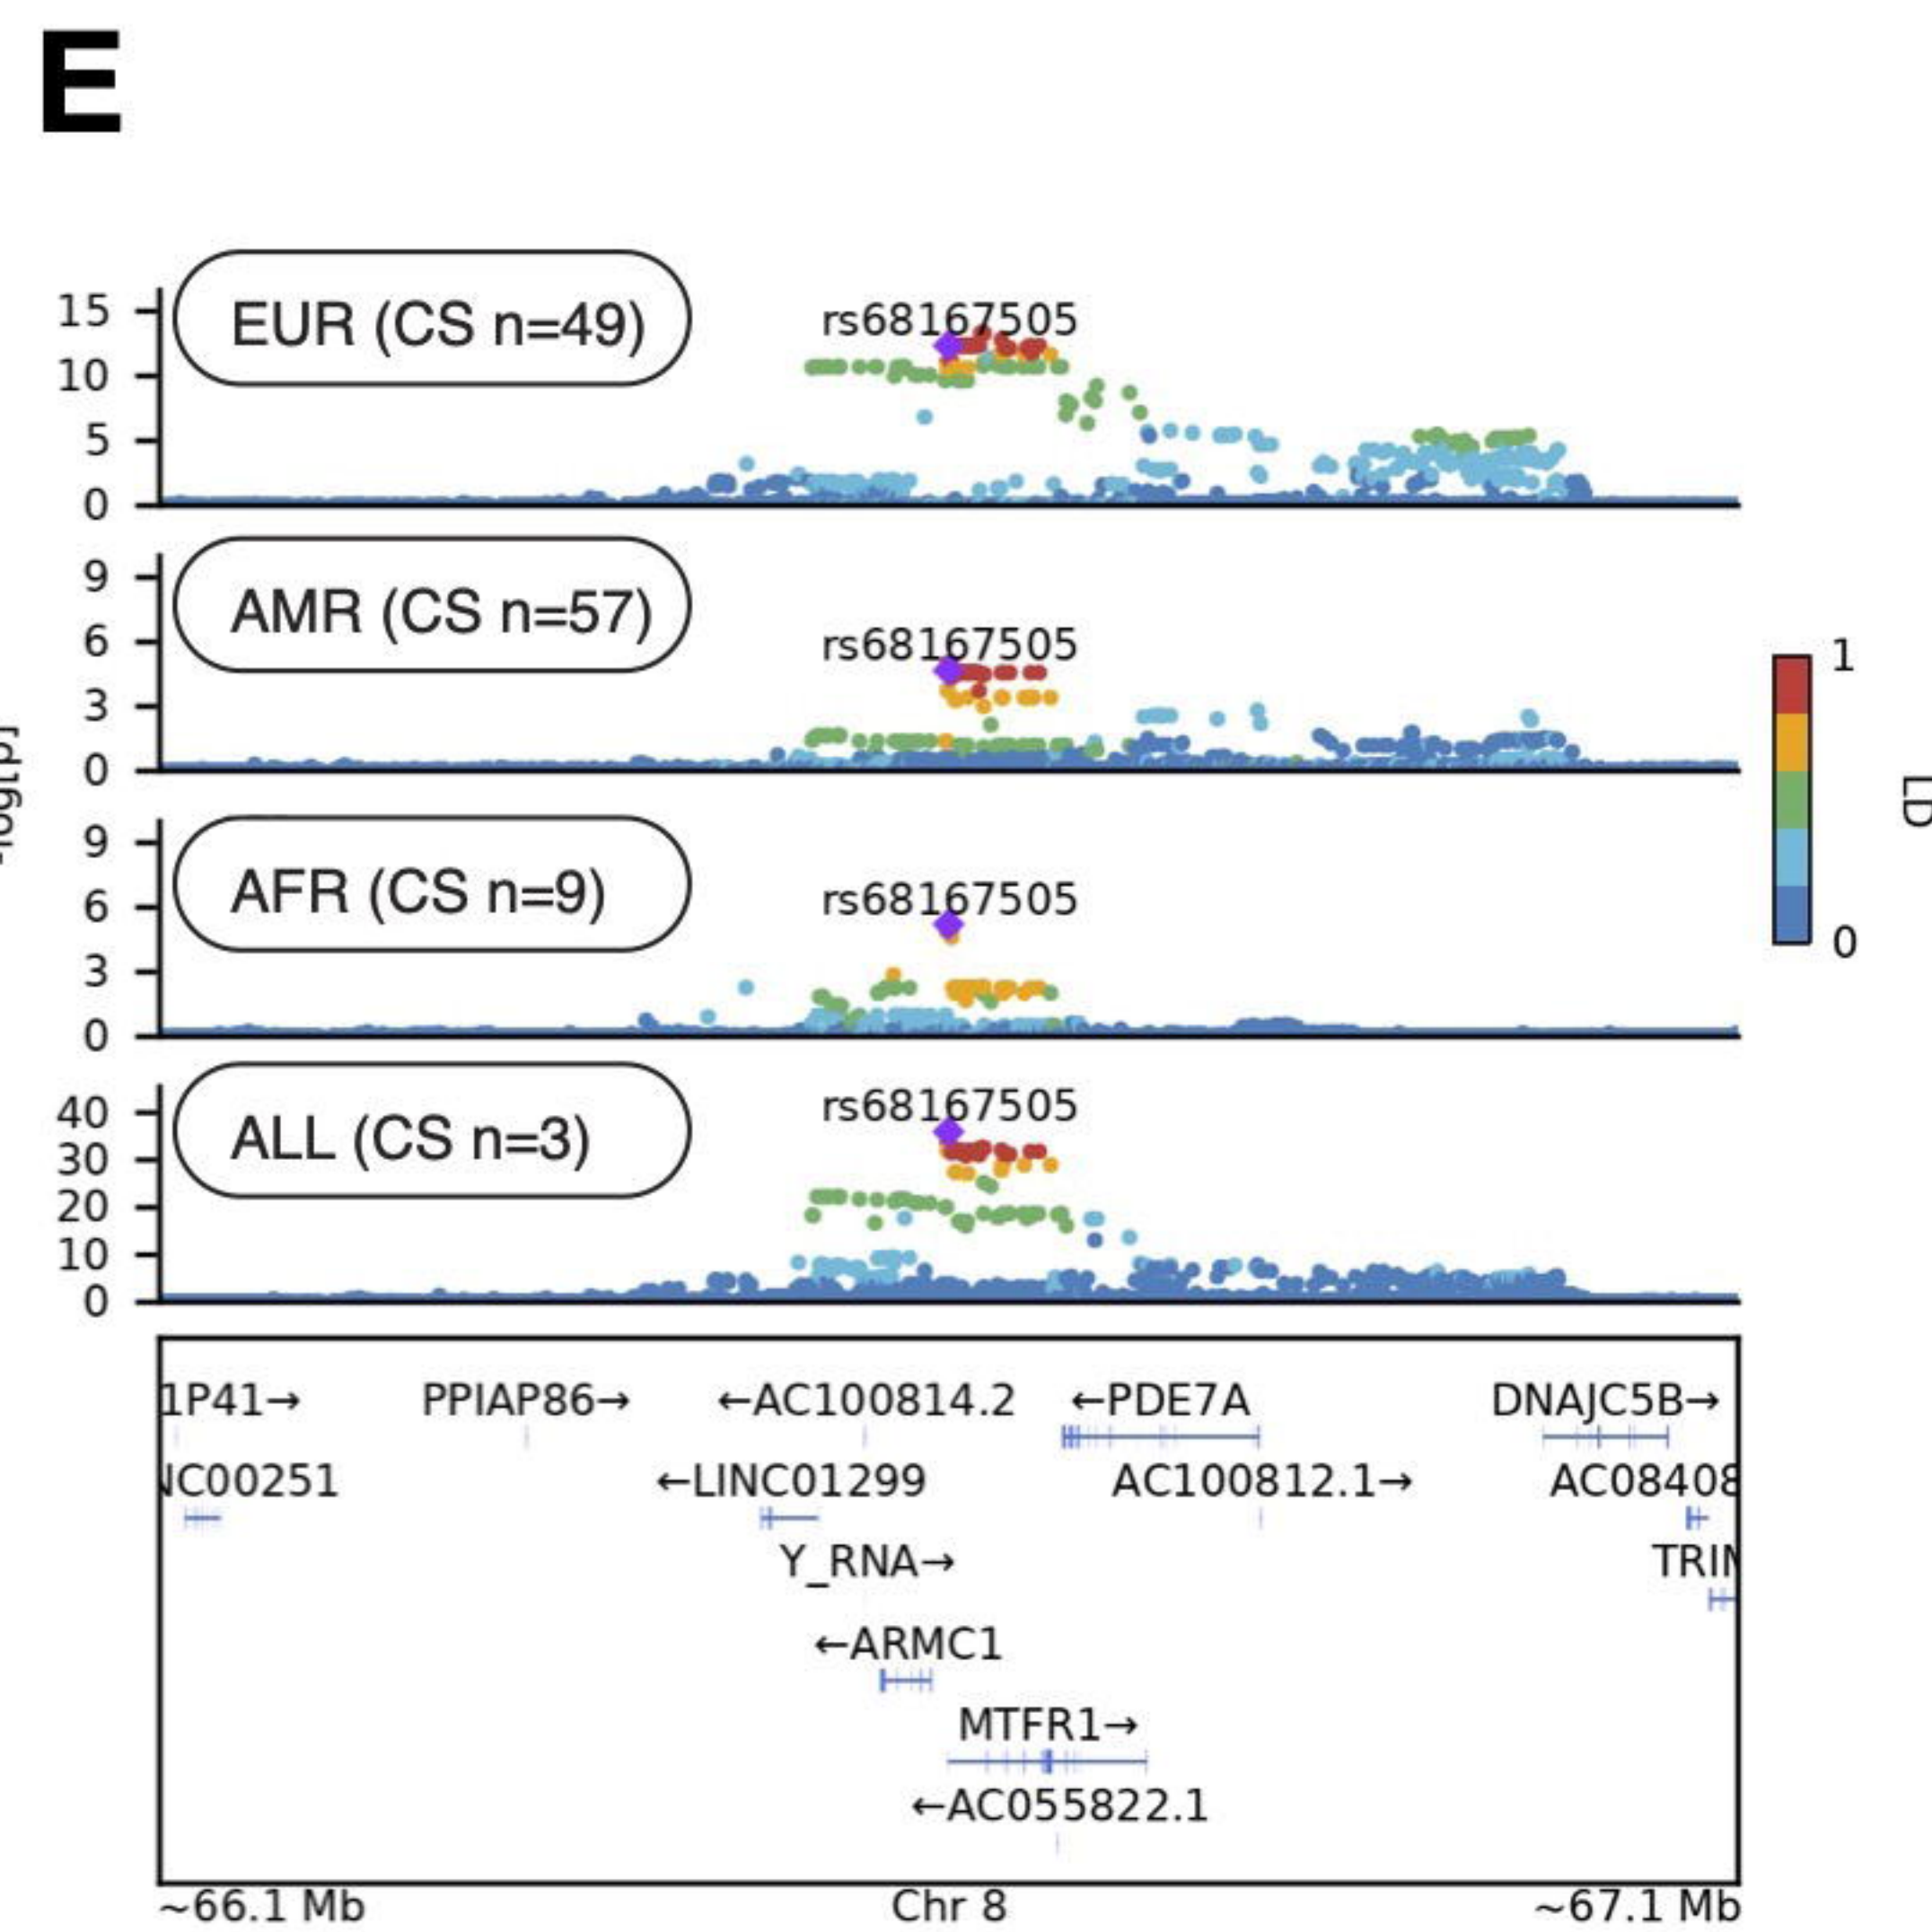 E
15
10
5
0
EUR (CS n=49)
rs68167505
9
6
3
0
AMR (CS n=57)
rs68167505
9
6
3
0
AFR (CS n=9)
rs68167505
40
30
20
10
0
ALL (CS n=3)
rs68167505
1
0
LD
1P41→
PPIAP86→
←AC100814.2
←PDE7A
DNAJC5B→
NC00251
←LINC01299
AC100812.1→
AC08408
Y_RNA→
TRIM
←ARMC1
MTFR1→
←AC055822.1
~66.1 Mb
Chr 8
~67.1 Mb